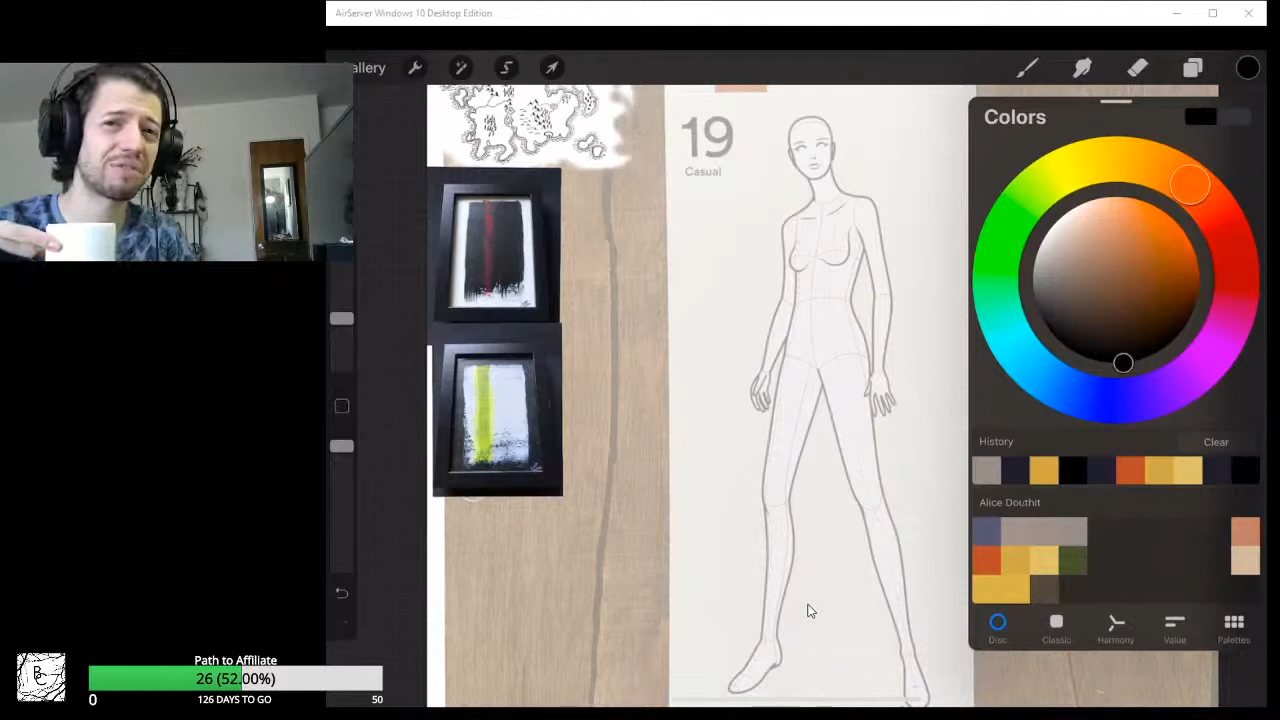 AirServer Windows 10 Desktop Edition
allery
Colors
19
Casual
History
Clear
Alice Douthit
Disc
Classic
Harmony
Value
Palettes
Path to Affiliate
26 (52.00%)
0
126 DAYS TO GO
50